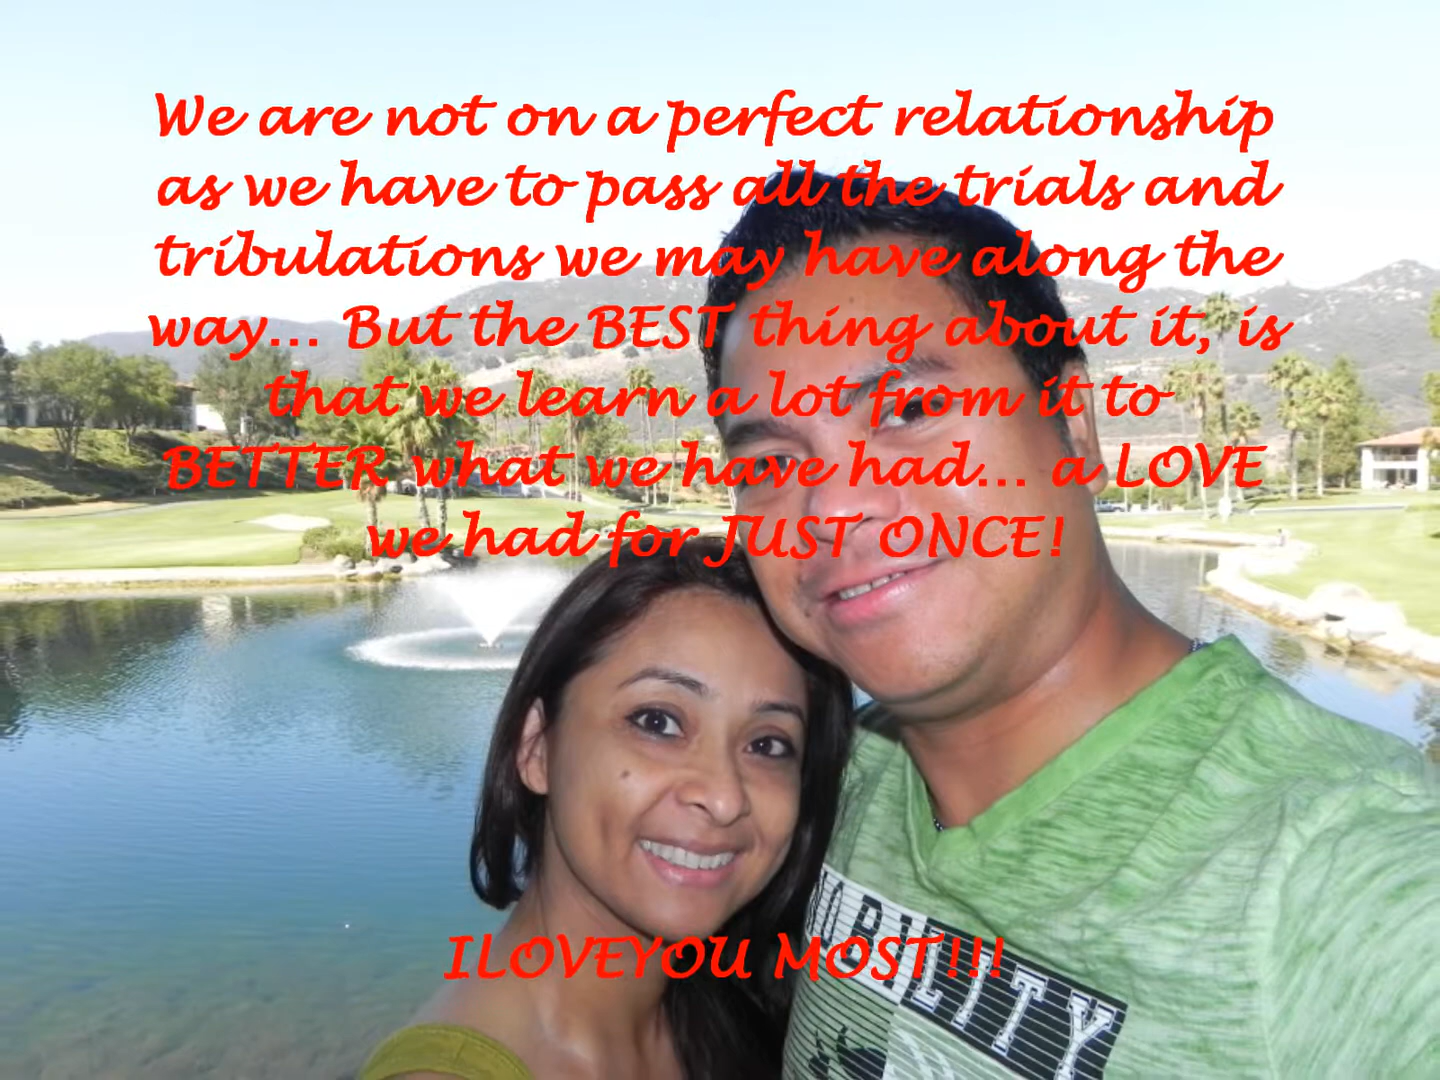 We are not on a perfect relationship
as we have to pass all the trials and
tribulations we may have along the
way... But the BEST thing about it, is
that we learn a lot from it to
BETTER what we have had... a LOVE
we had for JUST ONCE!
ILOVEYOU MOST!!!